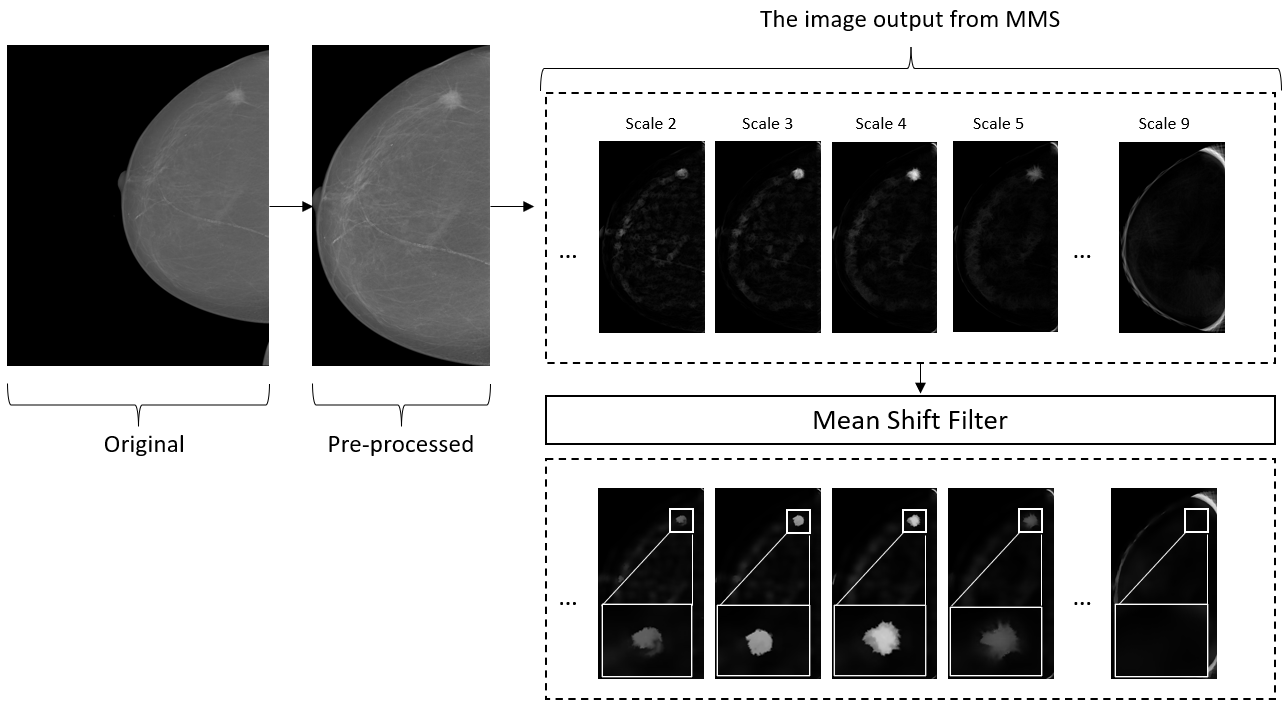 The image output from MMS
Scale 2
Scale 3
Scale 4
Scale 5
Scale 9
...
...
Original
Pre-processed
Mean Shift Filter
...
...